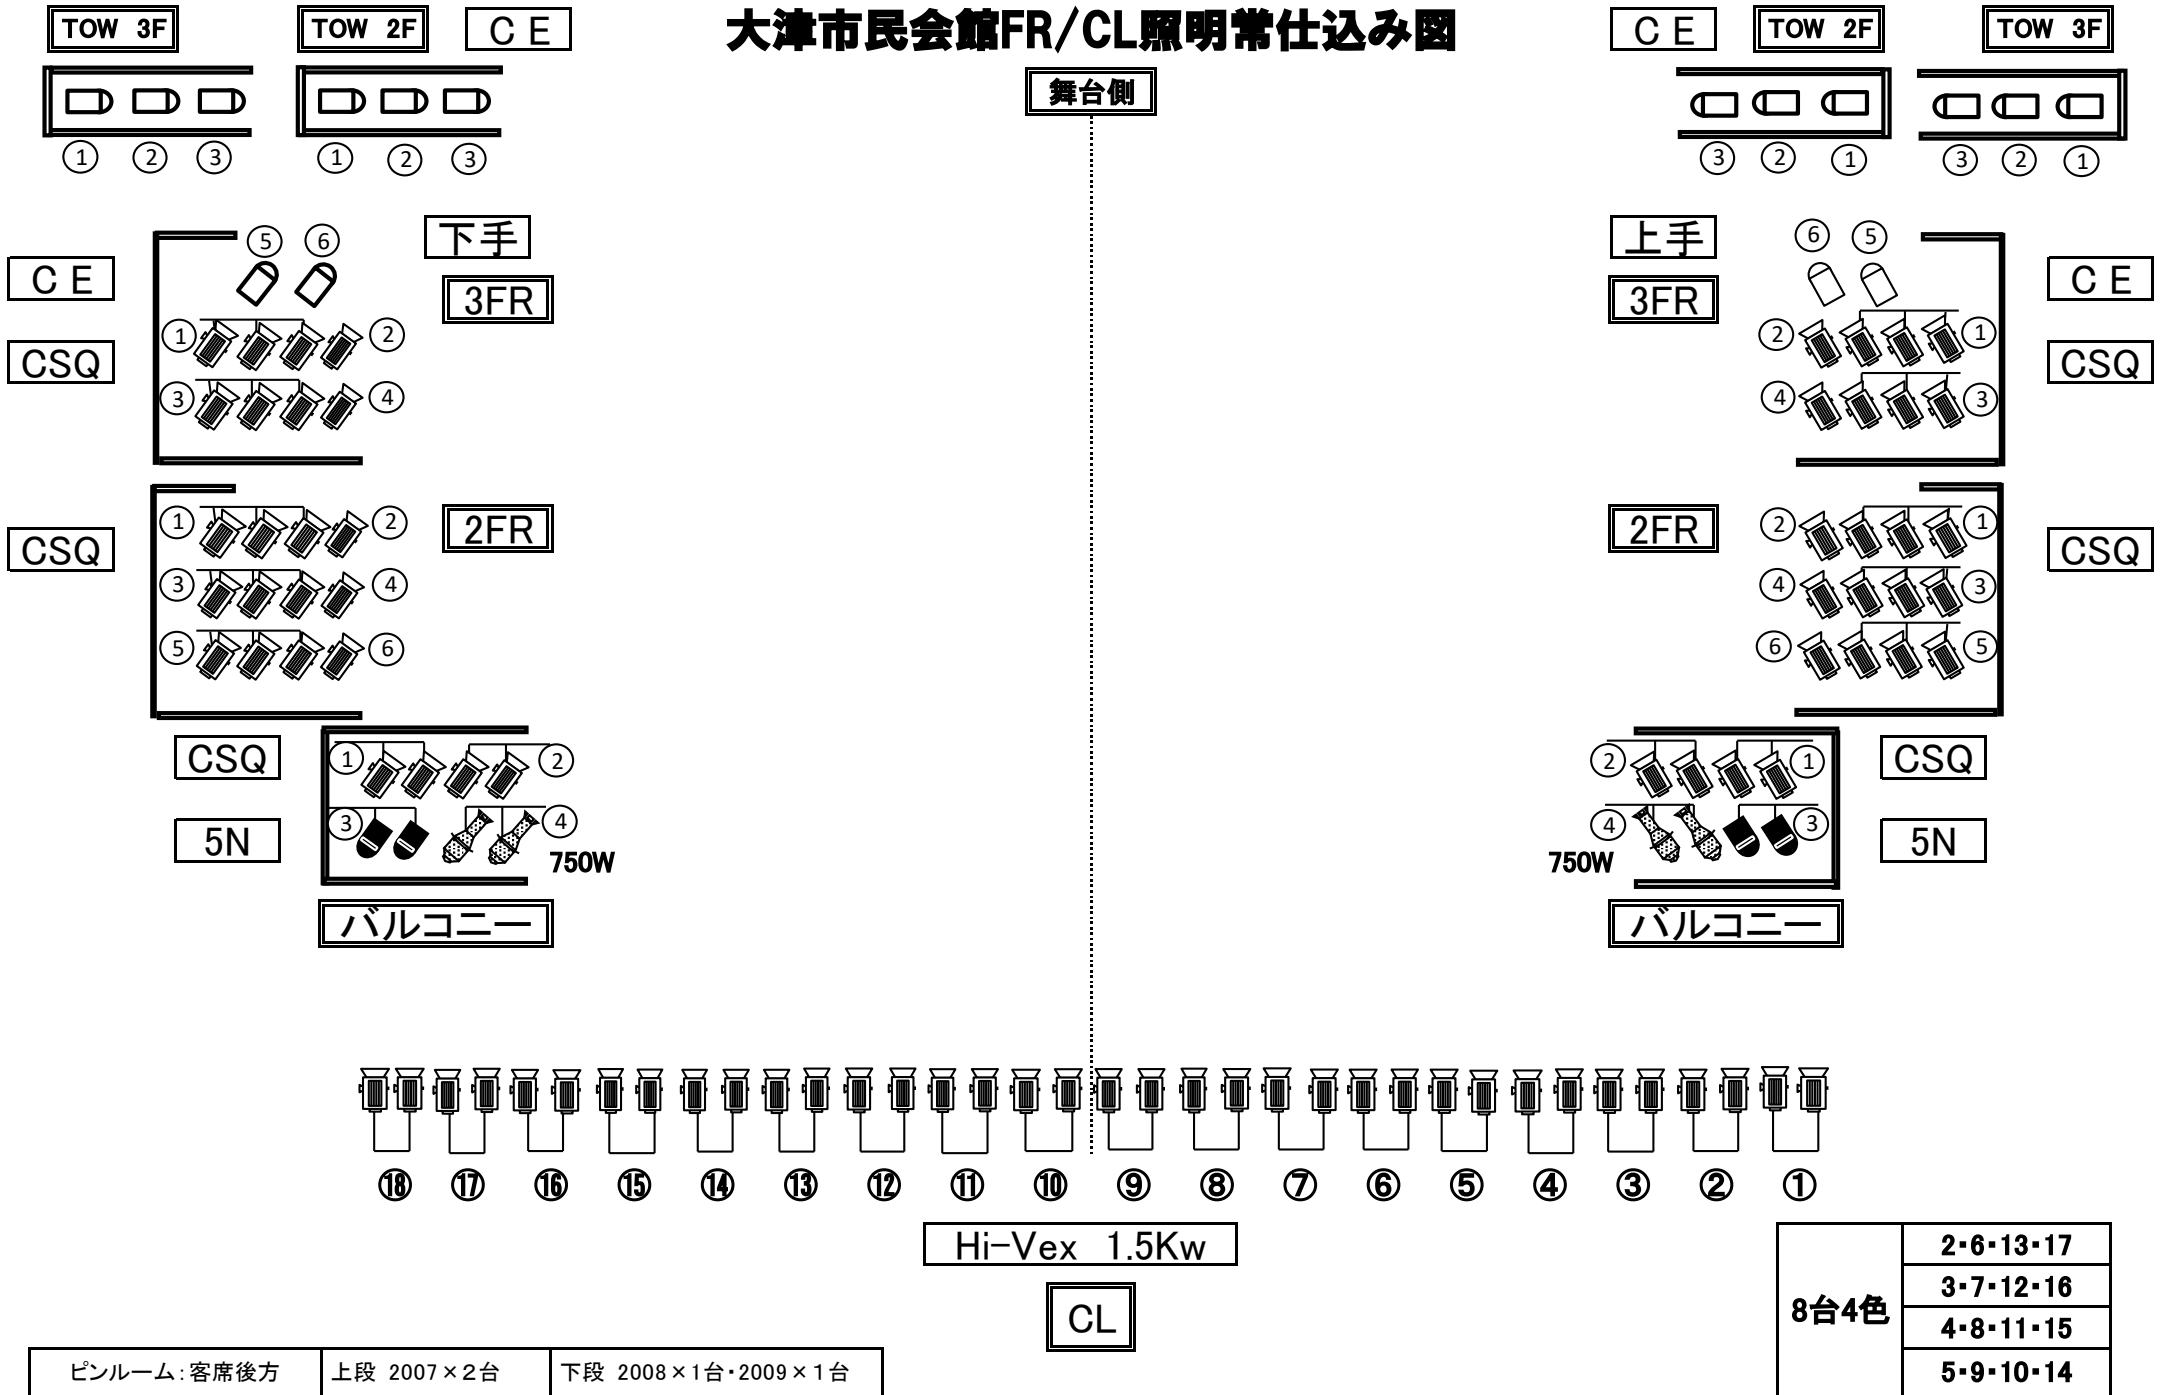 大津市民会館FR/CL照明常仕込み図
TOW 3F
TOW 2F
C E
舞台側
C E
TOW 2F
TOW 3F
① ② ③
① ② ③
③ ② ①
③ ② ①
下手
⑤ ⑥
C E
3FR
① ②
CSQ
③ ④
上手
⑥ ⑤
3FR
C E
② ①
CSQ
④ ③
① ②
2FR
CSQ
③ ④
⑤ ⑥
② ①
2FR
CSQ
④ ③
⑥ ⑤
CSQ
① ②
5N
③ ④
750W
バルコニー
② ①
CSQ
④ ③
5N
750W
バルコニー
⑱ ⑰ ⑯ ⑮ ⑭ ⑬ ⑫ ⑪ ⑩ ⑨ ⑧ ⑦ ⑥ ⑤ ④ ③ ② ①
Hi-Vex 1.5Kw
CL
8台4色
2・6・13・17
3・7・12・16
4・8・11・15
5・9・10・14
ピンルーム:客席後方
上段 2007×2台
下段 2008×1台・2009×1台